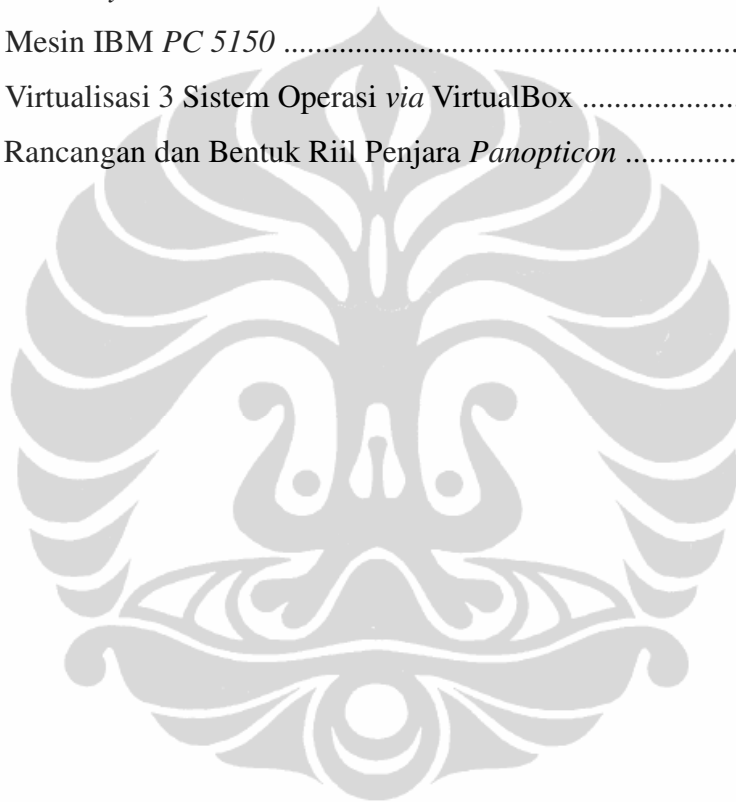 Mesin IBM PC 5150 ........................................................
Virtualisasi 3 Sistem Operasi via VirtualBox ....................
Rancangan dan Bentuk Riil Penjara Panopticon ..............